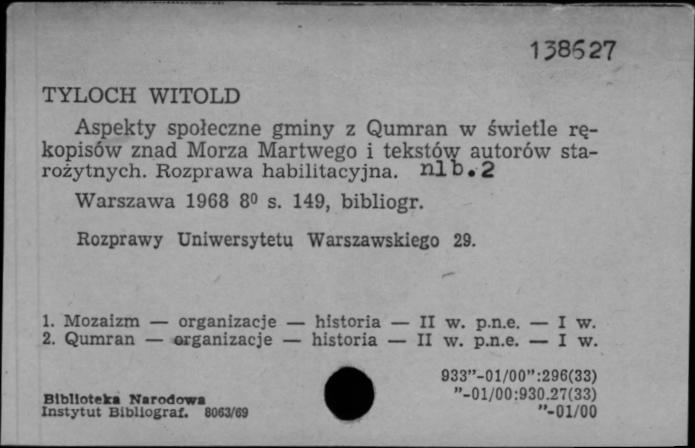 138627
TYLOCH WITOLD
Aspekty społeczne gminy z Qumran w świetle rę-
kopisów znad Morza Martwego i tekstów autorów sta-
rożytnych. Rozprawa habilitacyjna. nlb.2
Warszawa 1968 8⁰ s. 149, bibliogr.
Rozprawy Uniwersytetu Warszawskiego 29.
1. Mozaizm — organizacje — historia — II w. p.n.e. — I w.
2. Qumran — organizacje — historia — II w. p.n.e. — I w.
933"-01/00":296(33)
"-01/00:930.27(33)
"-01/00
Biblioteka Narodowa
Instytut Bibliograf. 8063/69